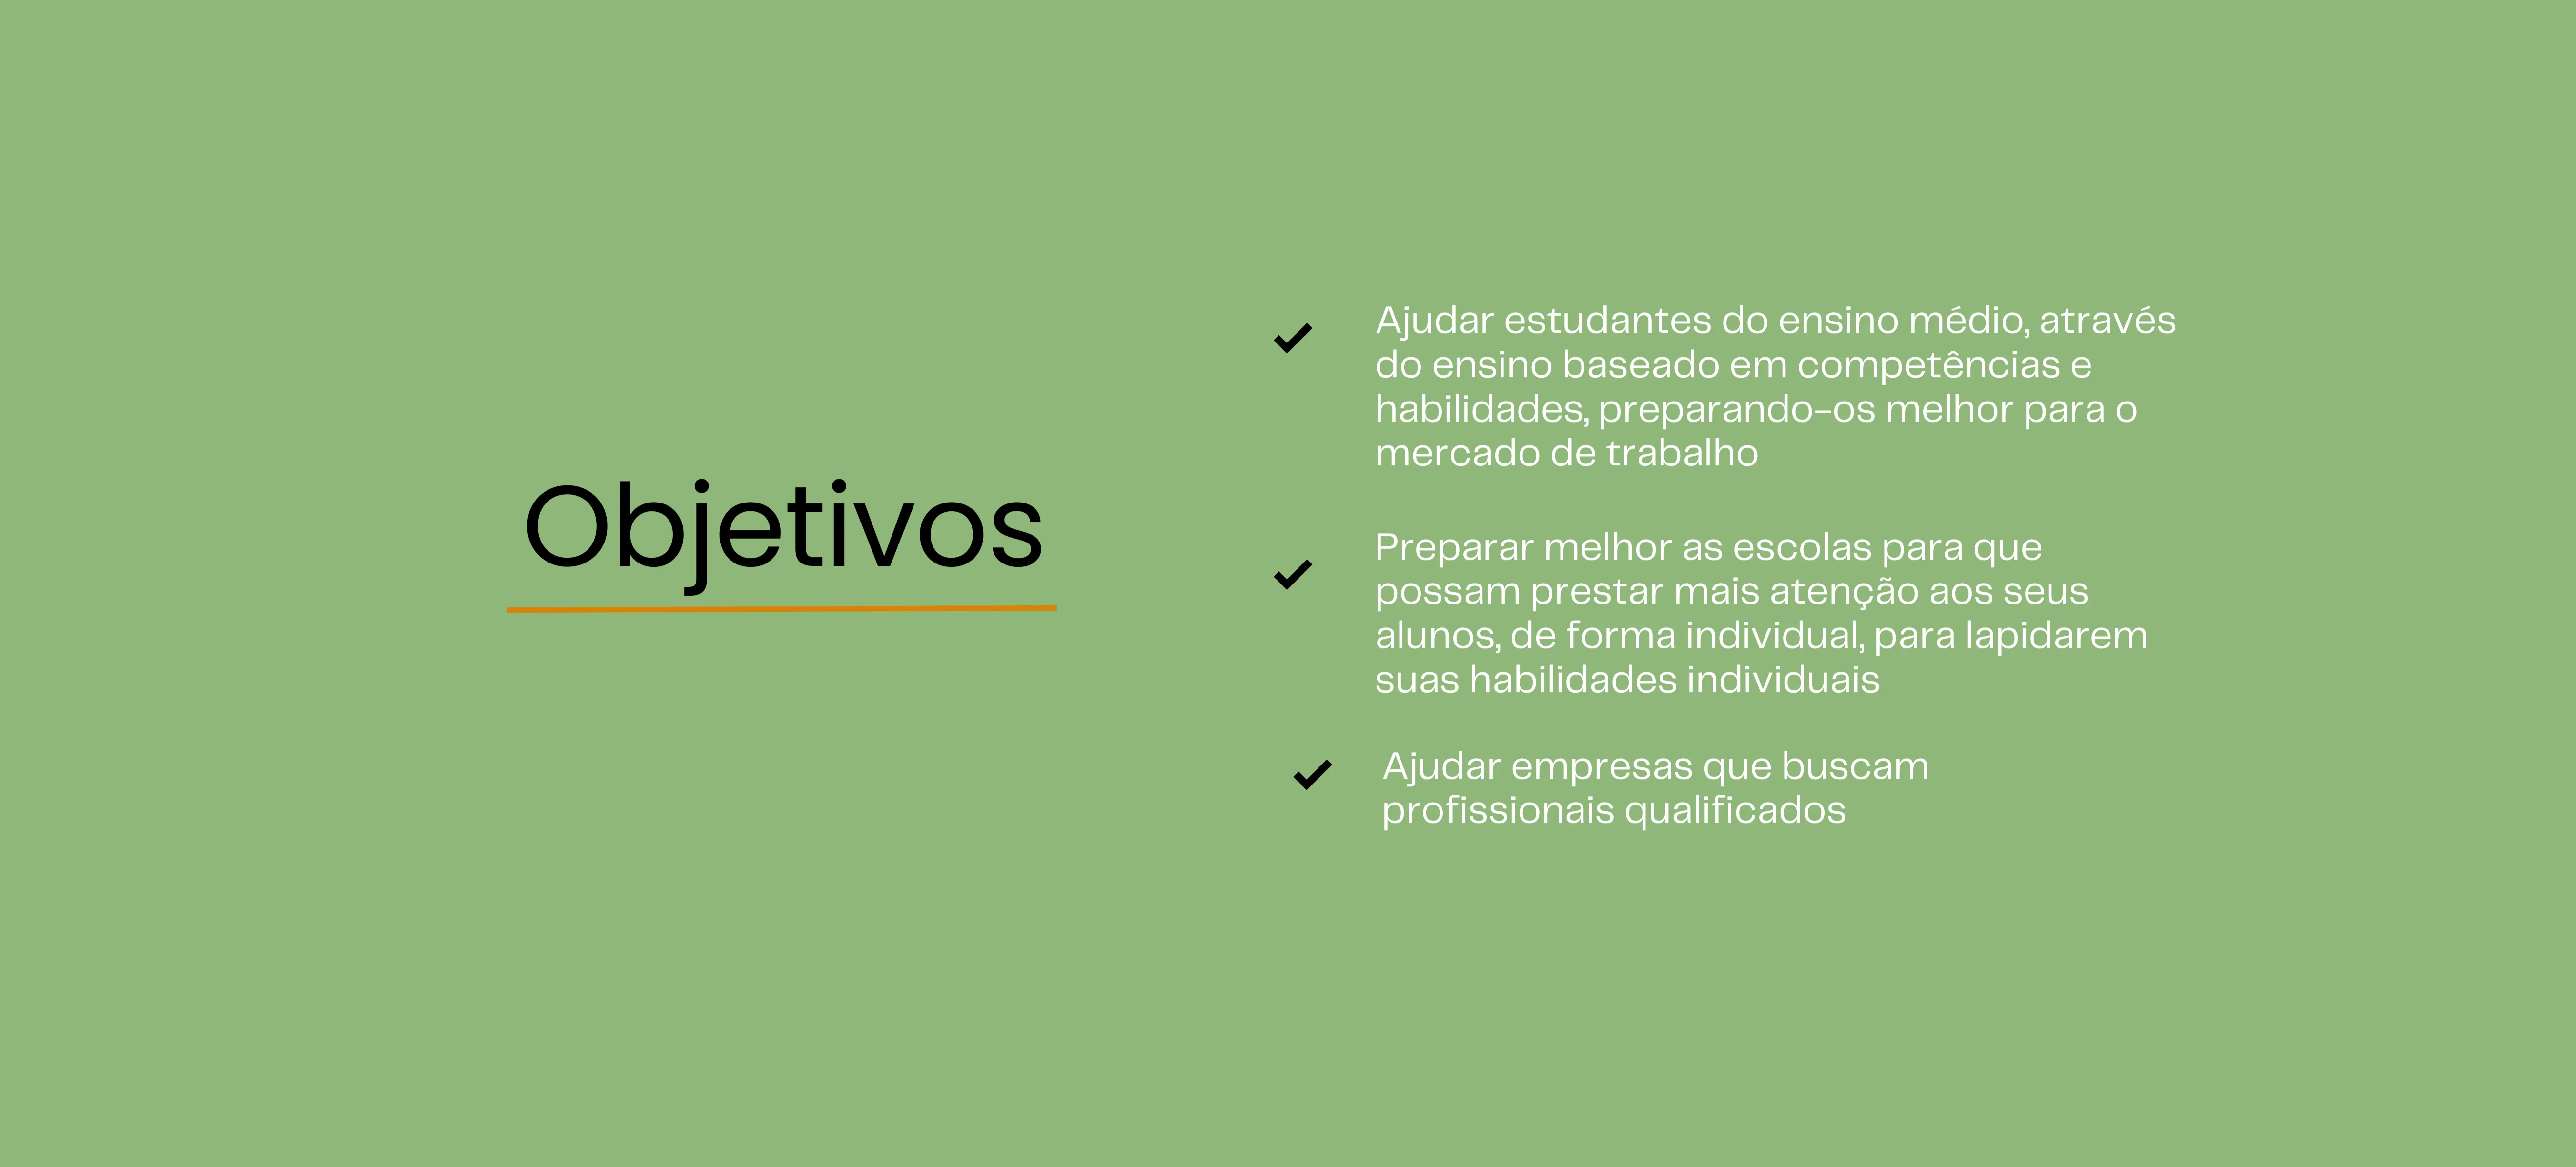 Objetivos
Ajudar estudantes do ensino médio, através
do ensino baseado em competências e
habilidades, preparando-os melhor para o
mercado de trabalho
Preparar melhor as escolas para que
possam prestar mais atenção aos seus
alunos, de forma individual, para lapidarem
suas habilidades individuais
Ajudar empresas que buscam
profissionais qualificados